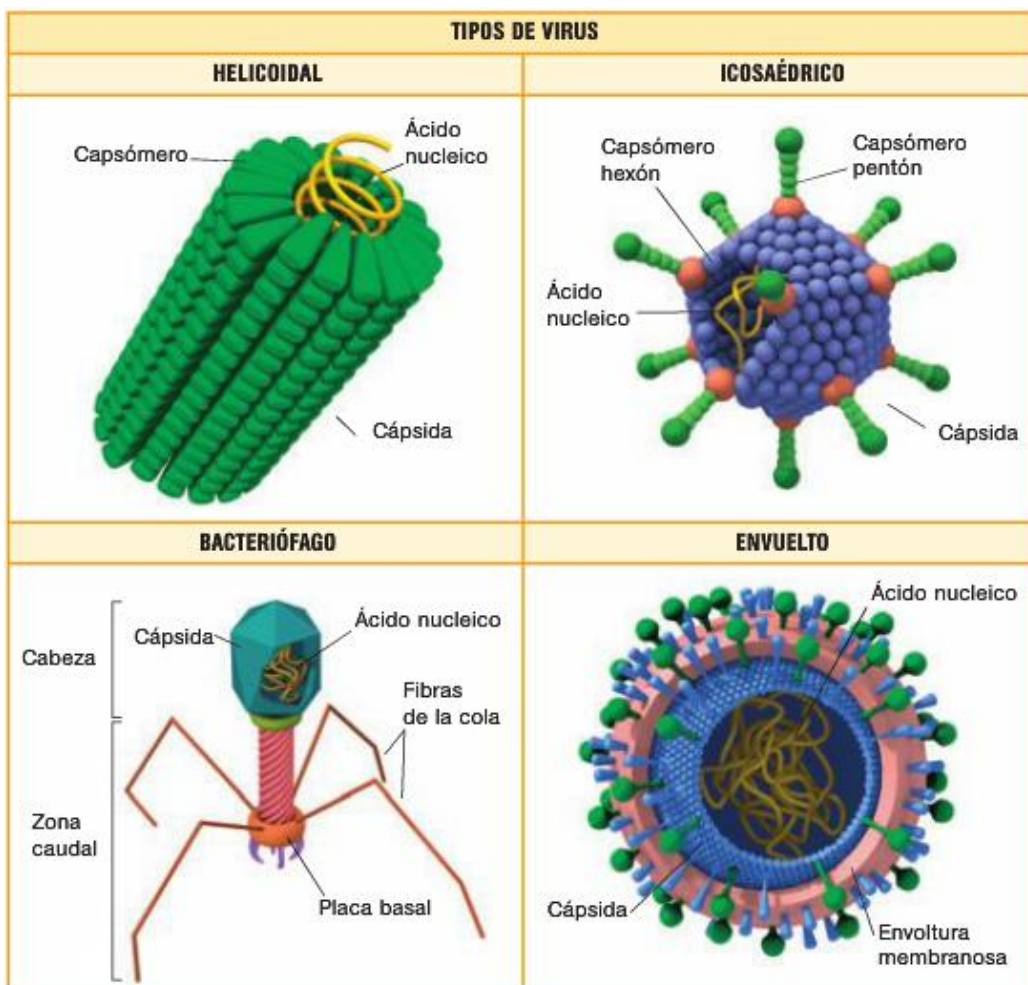 TIPOS DE VIRUS
HELICOIDAL
ICOSAÉDRICO
Capsómero
Ácido
nucleico
Cápsida
Capsómero
hexón
Capsómero
pentón
Ácido
nucleico
Cápsida
BACTERIÓFAGO
ENVUELTO
Cabeza
Cápsida
Ácido nucleico
Fibras
de la cola
Zona
caudal
Placa basal
Ácido nucleico
Cápsida
Envoltura
membranosa